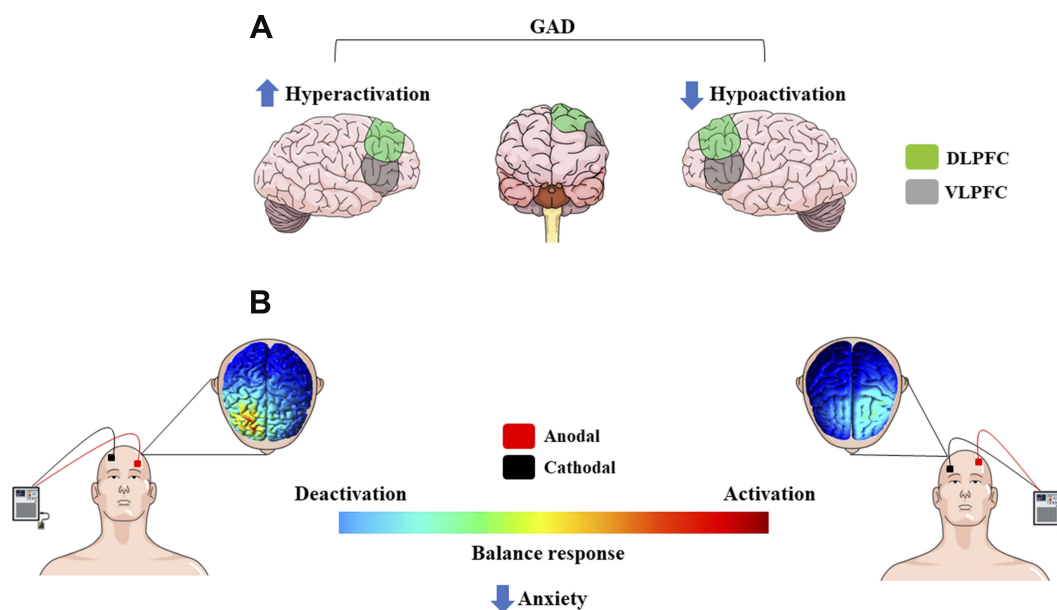 A
GAD
Hyperactivation
Hypoactivation
DLPFC
VLPFC
B
Anodal
Cathodal
Deactivation
Activation
Balance response
Anxiety